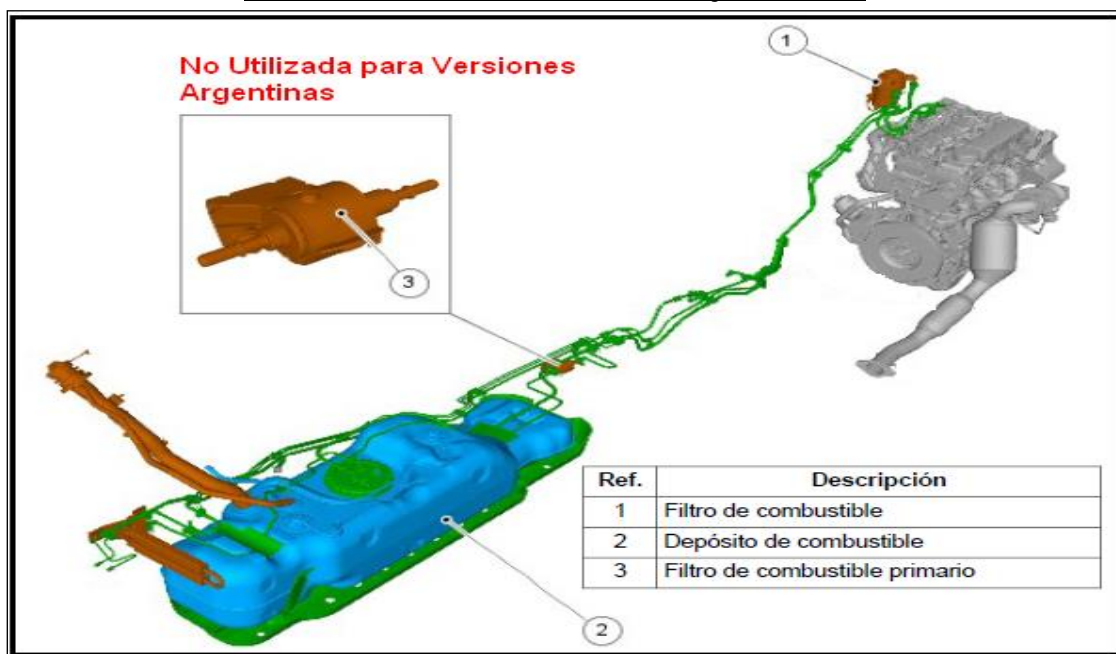 No Utilizada para Versiones
Argentinas
1
3
2
Ref. Descripción
1 Filtro de combustible
2 Depósito de combustible
3 Filtro de combustible primario